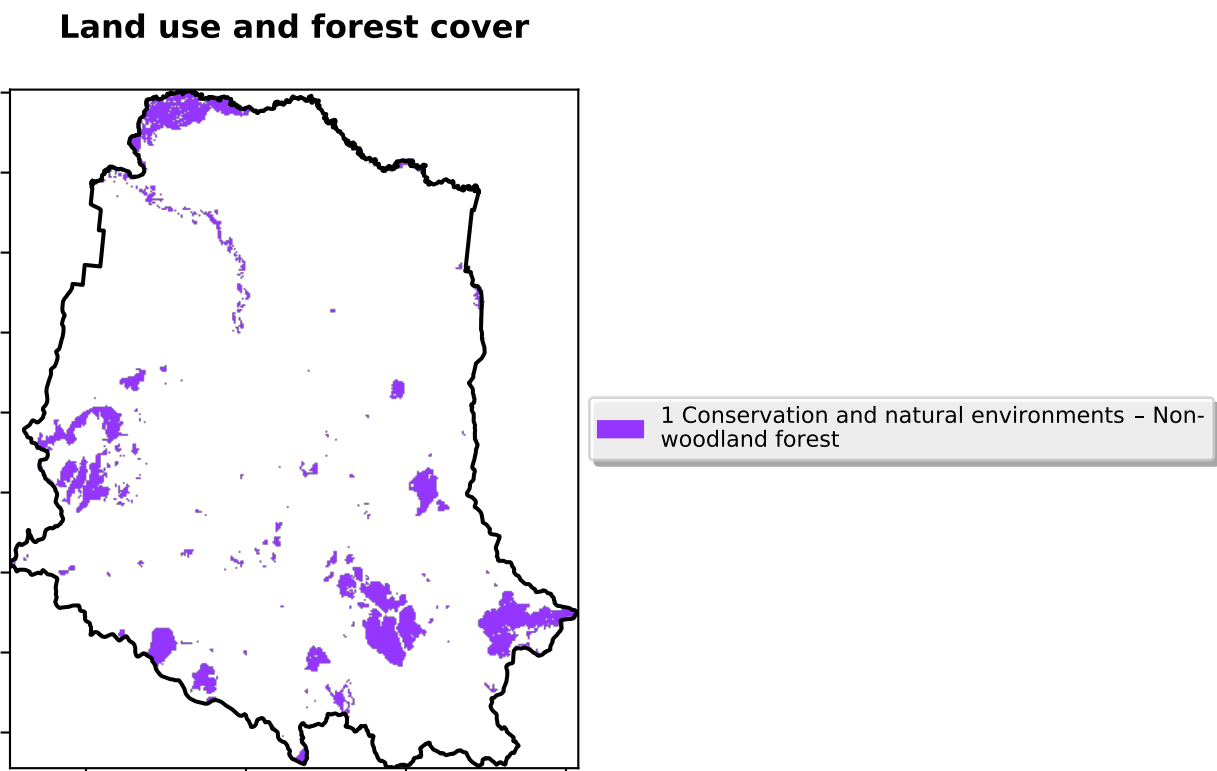 Land use and forest cover
1 Conservation and natural environments – Non-
woodland forest